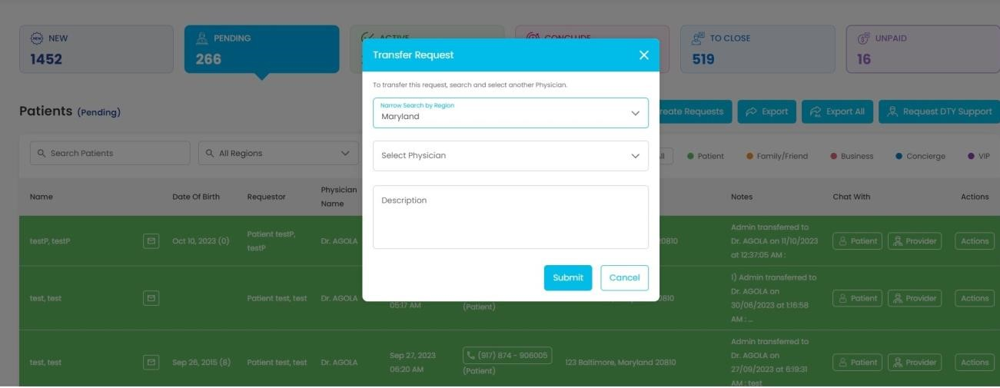 NEW
1452
PENDING
266
ACTIVE
CONCLUDE
TO CLOSE
519
UNPAID
16
Transfer Request
To transfer this request, search and select another Physician.
Narrow Search by Region
Maryland
Select Physician
Description
Submit
Cancel
Patients (Pending)
Export
Export All
Request DTY Support
Search Patients
All Regions
Patient
Family/Friend
Business
Concierge
VIP
Name
Date Of Birth
Requestor
Physician
Name
Notes
Chat With
Actions
testP, testP
Oct 10, 2023 (0)
Patient testP,
testP
Dr. AGOLA
20810
Admin transferred to
Dr. AGOLA on 11/10/2023
at 12:37:05 AM :
Patient
Provider
Actions
test, test
Patient test, test
Dr. AGOLA
05:17 AM
(Patient)
1) Admin transferred to
Dr. AGOLA on
30/06/2023 at 1:16:58
AM : ...
Patient
Provider
Actions
test, test
Sep 26, 2015 (8)
Patient test, test
Dr. AGOLA
Sep 27, 2023
06:20 AM
(917) 874 - 906005
(Patient)
123 Baltimore, Maryland 20810
Admin transferred to
Dr. AGOLA on
27/09/2023 at 6:19:31
AM : test
Patient
Provider
Actions